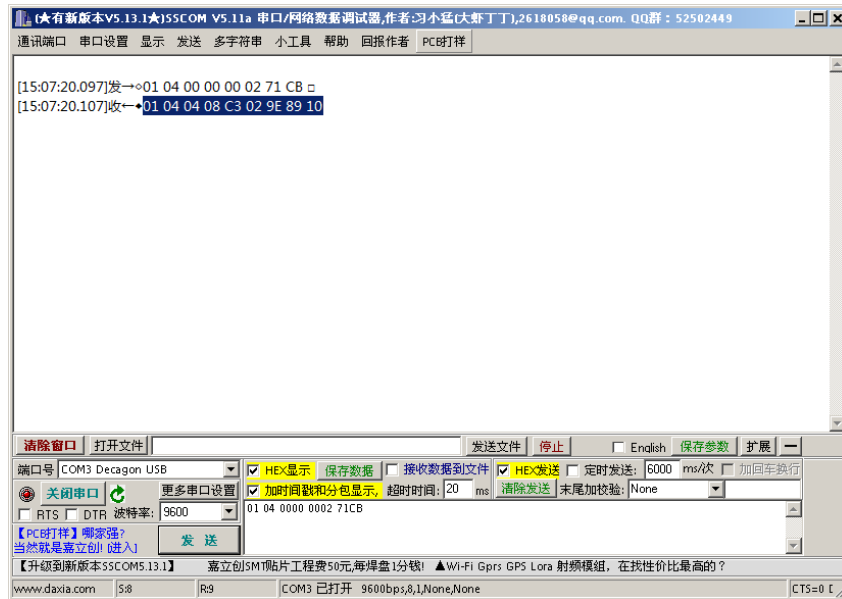 (★有新版本V5.13.1★)SSCOM V5.11a 串口/网络数据调试器,作者:习小猛(大虾丁丁),2618058@qq.com. QQ群: 52502449
通讯端口 串口设置 显示 发送 多字符串 小工具 帮助 回报作者 PCB打样
[15:07:20.097]发→◇01 04 00 00 00 02 71 CB □
[15:07:20.107]收←◆01 04 04 08 C3 02 9E 89 10
清除窗口 打开文件 发送文件 停止 English 保存参数 扩展 —
端口号 COM3 Decagon USB HEX显示 保存数据 接收数据到文件 HEX发送 定时发送: 6000 ms/次 加回车换行
关闭串口 更多串口设置 加时间戳和分包显示, 超时时间: 20 ms 清除发送 末尾加校验: None
RTS DTR 波特率: 9600
01 04 0000 0002 71CB
【PCB打样】哪家强?
当然就是嘉立创! [进入]
发 送
【升级到新版本SSCOM5.13.1】 嘉立创SMT贴片工程费50元,每焊盘1分钱! ▲Wi-Fi Gprs GPS Lora 射频模组, 在找性价比最高的?
www.daxia.com S:8 R:9 COM3 已打开 9600bps,8,1,None,None CTS=0